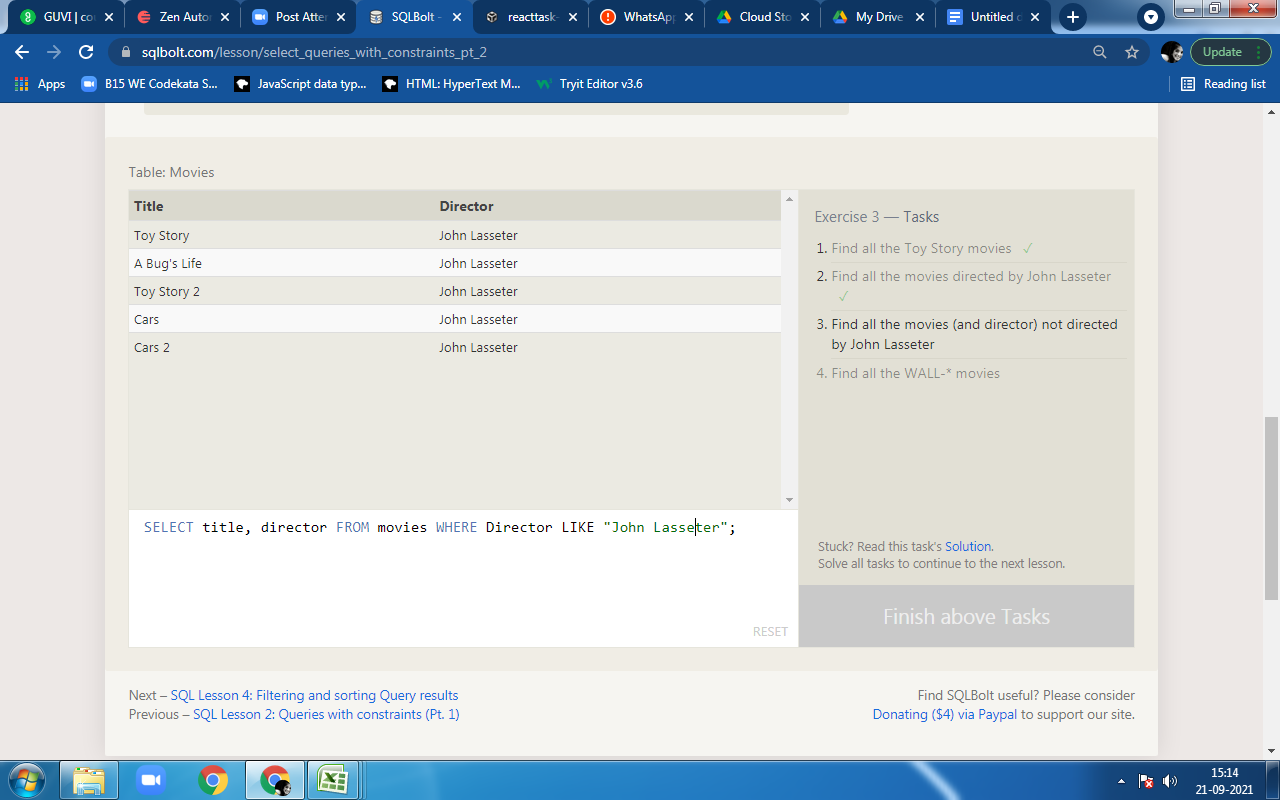 GUVI | co
Zen Auto
Post Atte
SQLBolt -
reacttask
WhatsApp
Cloud Sto
My Drive
Untitled
sqlbolt.com/lesson/select_queries_with_constraints_pt_2
Update
Apps
B15 WE Codekata S...
JavaScript data typ...
HTML: HyperText M...
Tryit Editor v3.6
Reading list
Table: Movies
Title Director
Toy Story John Lasseter
A Bug's Life John Lasseter
Toy Story 2 John Lasseter
Cars John Lasseter
Cars 2 John Lasseter
SELECT title, director FROM movies WHERE Director LIKE "John Lasseter";
RESET
Exercise 3 — Tasks
1. Find all the Toy Story movies ✓
2. Find all the movies directed by John Lasseter
✓
3. Find all the movies (and director) not directed
by John Lasseter
4. Find all the WALL-* movies
Stuck? Read this task's Solution.
Solve all tasks to continue to the next lesson.
Finish above Tasks
Next – SQL Lesson 4: Filtering and sorting Query results
Previous – SQL Lesson 2: Queries with constraints (Pt. 1)
Find SQLBolt useful? Please consider
Donating ($4) via Paypal to support our site.
15:14
21-09-2021